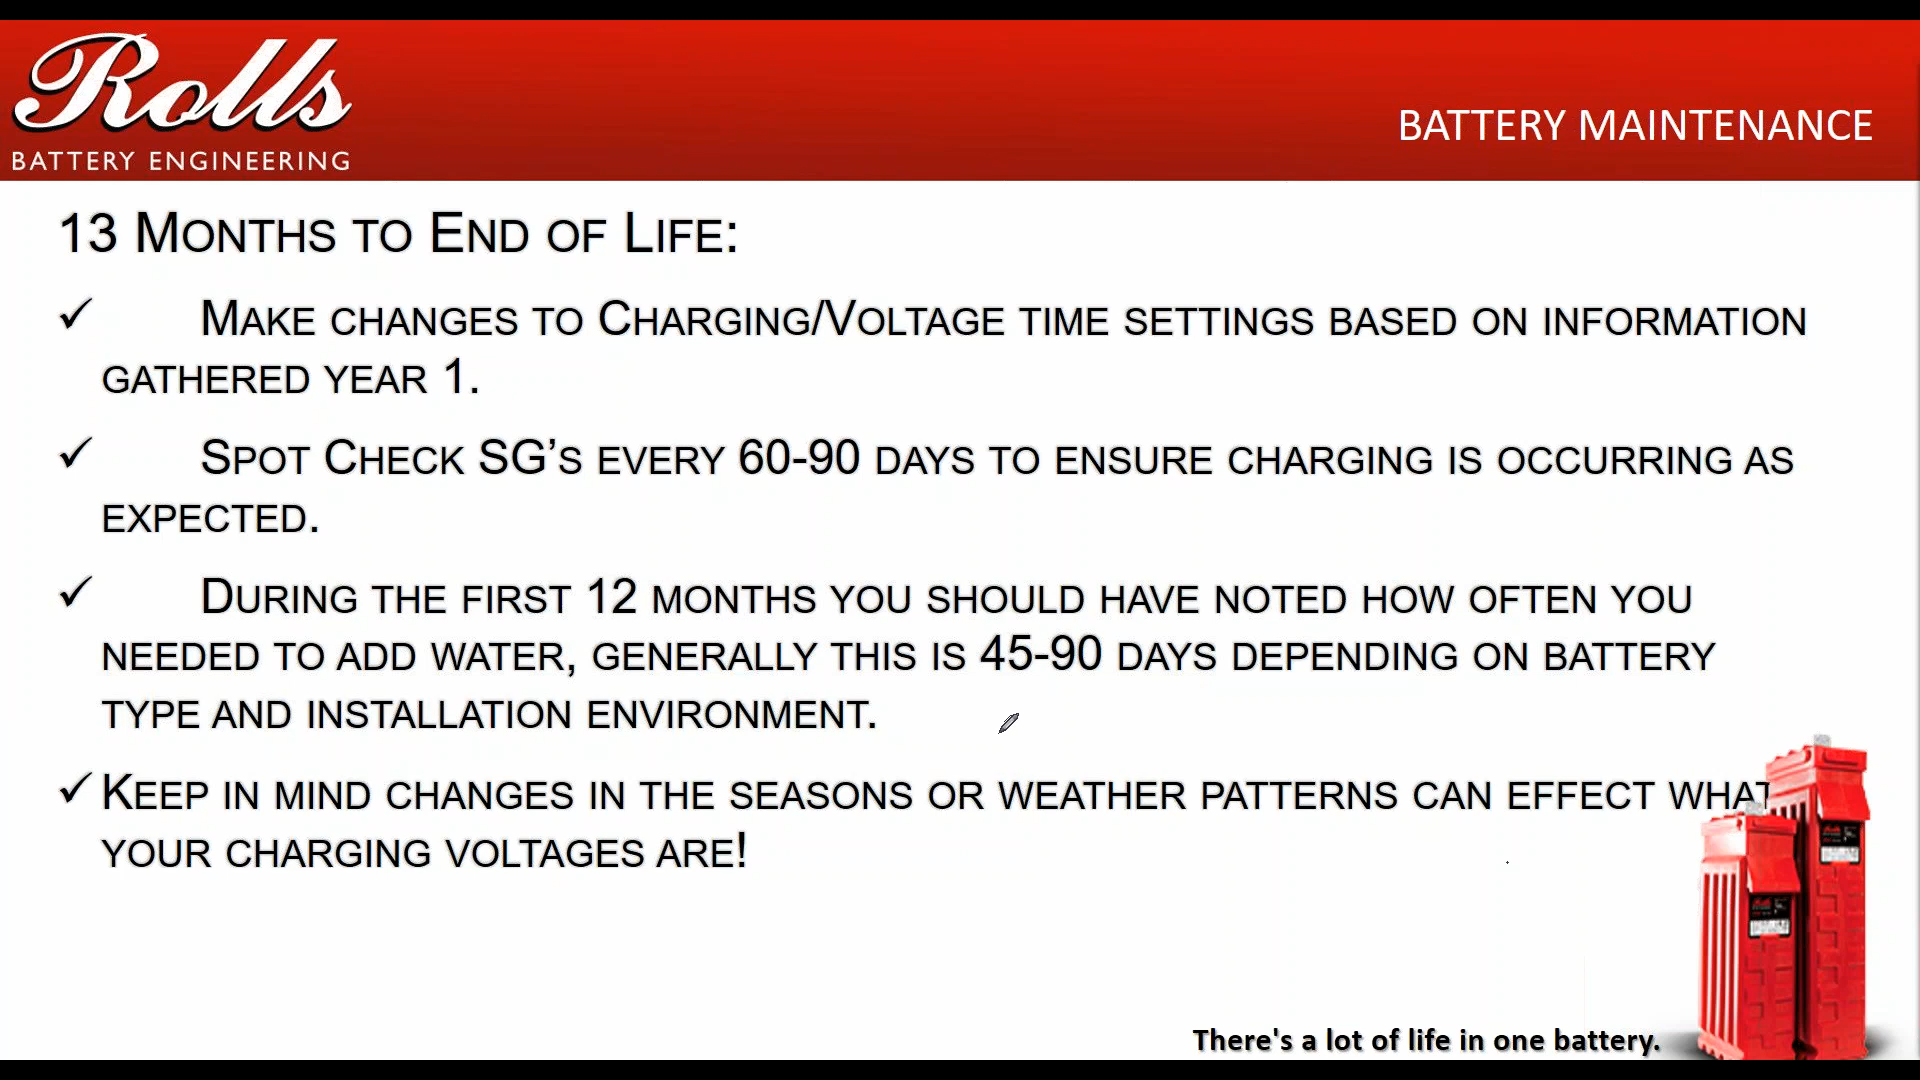 Rolls
BATTERY ENGINEERING
BATTERY MAINTENANCE
13 MONTHS TO END OF LIFE:
✓ MAKE CHANGES TO CHARGING/VOLTAGE TIME SETTINGS BASED ON INFORMATION
GATHERED YEAR 1.
✓ SPOT CHECK SG’S EVERY 60-90 DAYS TO ENSURE CHARGING IS OCCURRING AS
EXPECTED.
✓ DURING THE FIRST 12 MONTHS YOU SHOULD HAVE NOTED HOW OFTEN YOU
NEEDED TO ADD WATER, GENERALLY THIS IS 45-90 DAYS DEPENDING ON BATTERY
TYPE AND INSTALLATION ENVIRONMENT.
✓ KEEP IN MIND CHANGES IN THE SEASONS OR WEATHER PATTERNS CAN EFFECT WHAT
YOUR CHARGING VOLTAGES ARE!
There's a lot of life in one battery.